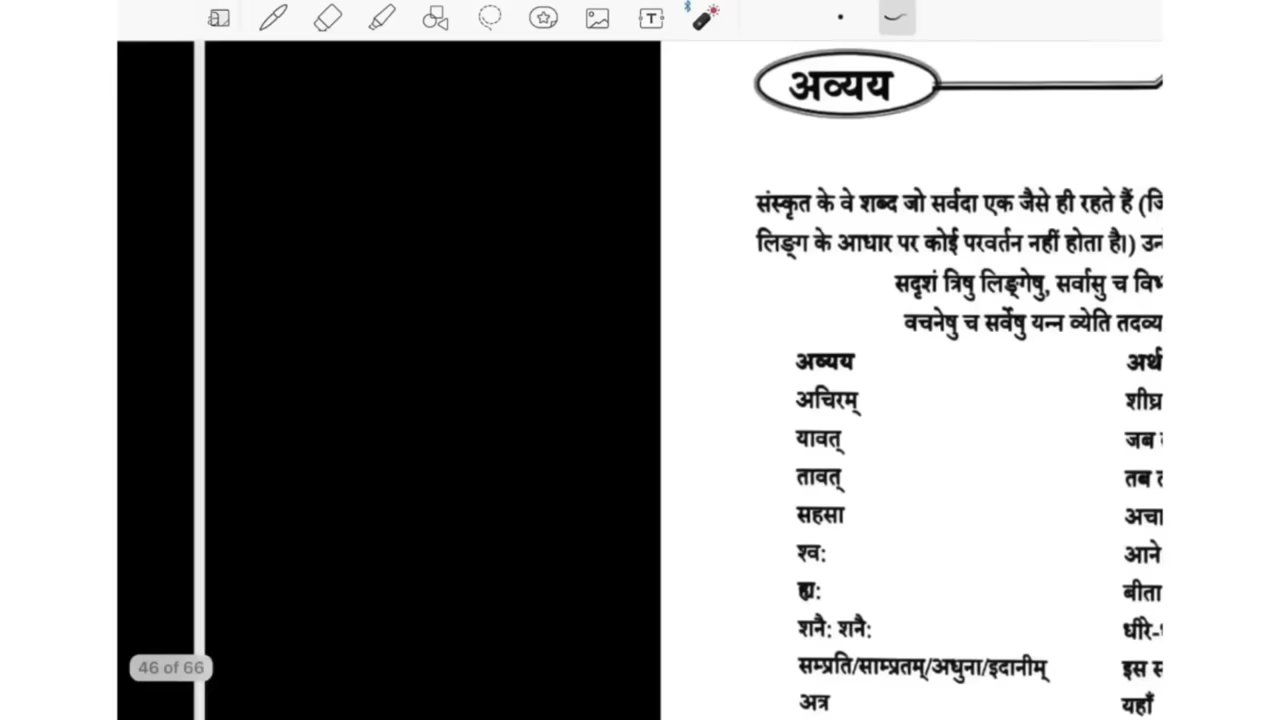 अव्यय
संस्कृत के वे शब्द जो सर्वदा एक जैसे ही रहते हैं
लिङ्ग के आधार पर कोई परवर्तन नहीं होता है।)
सदृशं त्रिषु लिङ्गेषु, सर्वासु च
वचनेषु च सर्वेषु यन्न व्येति
अव्यय अर्थ
अचिरम् शीघ्र
यावत् जब
तावत् तब
सहसा
श्व: आने
ह्य: बीता
शनै: शनै: धीरे-
सम्प्रति/साम्प्रतम्/अधुना/इदानीम् इस
अत्र यहाँ
46 of 66
T